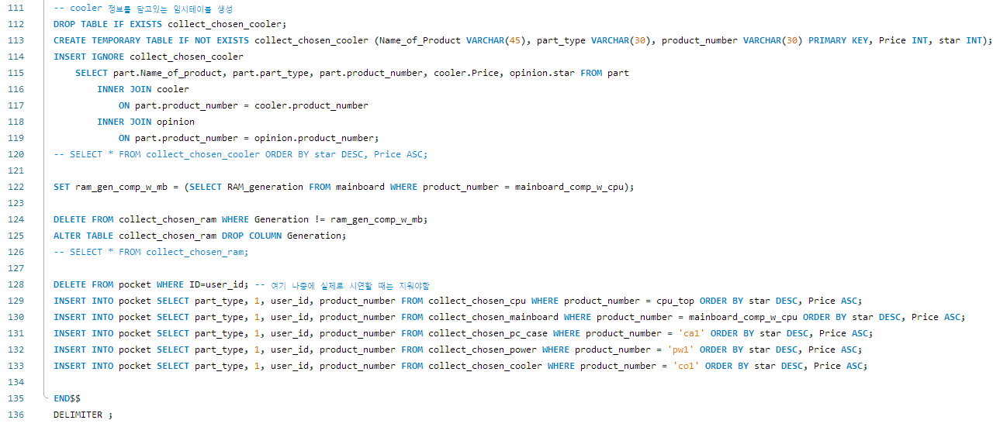 111 -- cooler 정보를 담고있는 임시테이블 생성
112 DROP TABLE IF EXISTS collect_chosen_cooler;
113 CREATE TEMPORARY TABLE IF NOT EXISTS collect_chosen_cooler (Name_of_Product VARCHAR(45), part_type VARCHAR(30), product_number VARCHAR(30) PRIMARY KEY, Price INT, star INT);
114 INSERT IGNORE collect_chosen_cooler
115 SELECT part.Name_of_product, part.part_type, part.product_number, cooler.Price, opinion.star FROM part
116 INNER JOIN cooler
117 ON part.product_number = cooler.product_number
118 INNER JOIN opinion
119 ON part.product_number = opinion.product_number;
120 -- SELECT * FROM collect_chosen_cooler ORDER BY star DESC, Price ASC;
121
122 SET ram_gen_comp_w_mb = (SELECT RAM_generation FROM mainboard WHERE product_number = mainboard_comp_w_cpu);
123
124 DELETE FROM collect_chosen_ram WHERE Generation != ram_gen_comp_w_mb;
125 ALTER TABLE collect_chosen_ram DROP COLUMN Generation;
126 -- SELECT * FROM collect_chosen_ram;
127
128 DELETE FROM pocket WHERE ID=user_id; -- 여기 나중에 실제로 시연할 때는 지워야함
129 INSERT INTO pocket SELECT part_type, 1, user_id, product_number FROM collect_chosen_cpu WHERE product_number = cpu_top ORDER BY star DESC, Price ASC;
130 INSERT INTO pocket SELECT part_type, 1, user_id, product_number FROM collect_chosen_mainboard WHERE product_number = mainboard_comp_w_cpu ORDER BY star DESC, Price ASC;
131 INSERT INTO pocket SELECT part_type, 1, user_id, product_number FROM collect_chosen_pc_case WHERE product_number = 'ca1' ORDER BY star DESC, Price ASC;
132 INSERT INTO pocket SELECT part_type, 1, user_id, product_number FROM collect_chosen_power WHERE product_number = 'pw1' ORDER BY star DESC, Price ASC;
133 INSERT INTO pocket SELECT part_type, 1, user_id, product_number FROM collect_chosen_cooler WHERE product_number = 'co1' ORDER BY star DESC, Price ASC;
134
135 END$$
136 DELIMITER ;